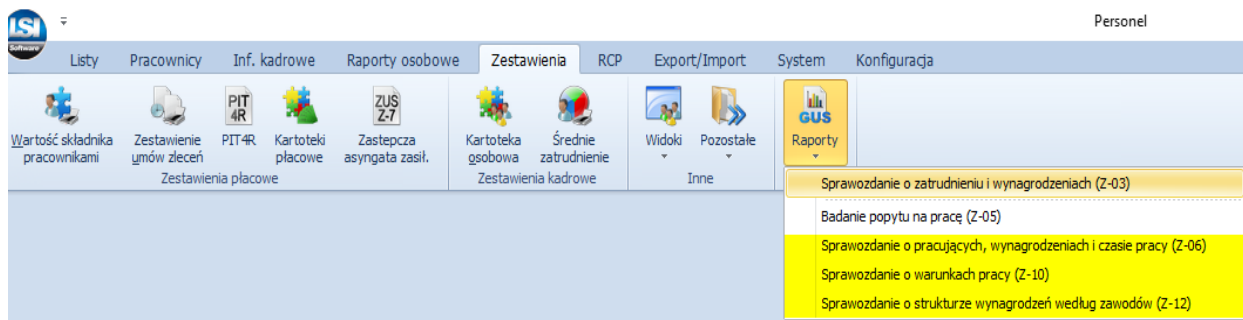 LSI
Software
Personel
Listy Pracownicy Inf. kadrowe Raporty osobowe Zestawienia RCP Export/Import System Konfiguracja
PIT
4R
ZUS
Z-7
GUS
Wartość składnika
pracownikami
Zestawienie
umów zleceń
PIT4R
Kartoteki
płacowe
Zastepcza
asyngata zasił.
Kartoteka
osobowa
Średnie
zatrudnienie
Widoki
Pozostałe
Raporty
Zestawienia płacowe
Zestawienia kadrowe
Inne
Sprawozdanie o zatrudnieniu i wynagrodzeniach (Z-03)
Badanie popytu na pracę (Z-05)
Sprawozdanie o pracujących, wynagrodzeniach i czasie pracy (Z-06)
Sprawozdanie o warunkach pracy (Z-10)
Sprawozdanie o strukturze wynagrodzeń według zawodów (Z-12)